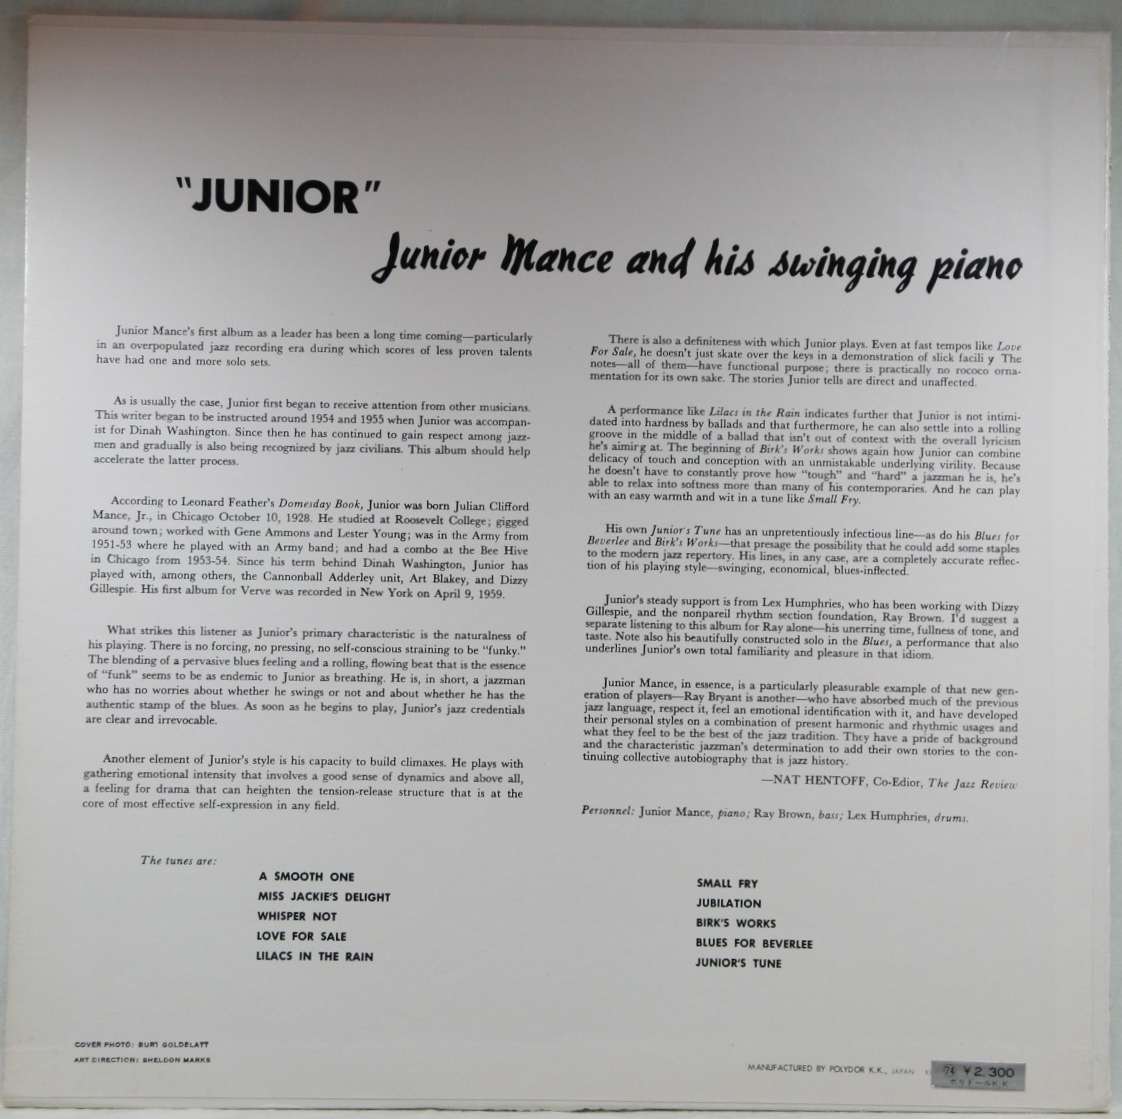 "JUNIOR"
Junior Mance and his swinging piano
Junior Mance's first album as a leader has been a long time coming—particularly
in an overpopulated jazz recording era during which scores of less proven talents
have had one and more solo sets.
As is usually the case, Junior first began to receive attention from other musicians.
This writer began to be instructed around 1954 and 1955 when Junior was accompan-
ist for Dinah Washington. Since then he has continued to gain respect among jazz-
men and gradually is also being recognized by jazz civilians. This album should help
accelerate the latter process.
According to Leonard Feather's Domesday Book, Junior was born Julian Clifford
Mance, Jr., in Chicago October 10, 1928. He studied at Roosevelt College; gigged
around town; worked with Gene Ammons and Lester Young; was in the Army from
1951-53 where he played with an Army band; and had a combo at the Bee Hive
in Chicago from 1953-54. Since his term behind Dinah Washington, Junior has
played with, among others, the Cannonball Adderley unit, Art Blakey, and Dizzy
Gillespie. His first album for Verve was recorded in New York on April 9, 1959.
What strikes this listener as Junior's primary characteristic is the naturalness of
his playing. There is no forcing, no pressing, no self-conscious straining to be "funky."
The blending of a pervasive blues feeling and a rolling, flowing beat that is the essence
of "funk" seems to be as endemic to Junior as breathing. He is, in short, a jazzman
who has no worries about whether he swings or not and about whether he has the
authentic stamp of the blues. As soon as he begins to play, Junior's jazz credentials
are clear and irrevocable.
Another element of Junior's style is his capacity to build climaxes. He plays with
gathering emotional intensity that involves a good sense of dynamics and above all,
a feeling for drama that can heighten the tension-release structure that is at the
core of most effective self-expression in any field.
There is also a definiteness with which Junior plays. Even at fast tempos like Love
For Sale, he doesn't just skate over the keys in a demonstration of slick facili y The
notes—all of them—have functional purpose; there is practically no rococo orna-
mentation for its own sake. The stories Junior tells are direct and unaffected.
A performance like Lilacs in the Rain indicates further that Junior is not intimi-
dated into hardness by ballads and that furthermore, he can also settle into a rolling
groove in the middle of a ballad that isn't out of context with the overall lyricism
he's aiming at. The beginning of Birk's Works shows again how Junior can combine
delicacy of touch and conception with an unmistakable underlying virility. Because
he doesn't have to constantly prove how "tough" and "hard" a jazzman he is, he's
able to relax into softness more than many of his contemporaries. And he can play
with an easy warmth and wit in a tune like Small Fry.
His own Junior's Tune has an unpretentiously infectious line—as do his Blues for
Beverlee and Birk's Works—that presage the possibility that he could add some staples
to the modern jazz repertory. His lines, in any case, are a completely accurate reflec-
tion of his playing style—swinging, economical, blues-inflected.
Junior's steady support is from Lex Humphries, who has been working with Dizzy
Gillespie, and the nonpareil rhythm section foundation, Ray Brown. I'd suggest a
separate listening to this album for Ray alone—his unerring time, fullness of tone, and
taste. Note also his beautifully constructed solo in the Blues, a performance that also
underlines Junior's own total familiarity and pleasure in that idiom.
Junior Mance, in essence, is a particularly pleasurable example of that new gen-
eration of players—Ray Bryant is another—who have absorbed much of the previous
jazz language, respect it, feel an emotional identification with it, and have developed
their personal styles on a combination of present harmonic and rhythmic usages and
what they feel to be the best of the jazz tradition. They have a pride of background
and the characteristic jazzman's determination to add their own stories to the con-
tinuing collective autobiography that is jazz history.
—NAT HENTOFF, Co-Edior, The Jazz Review
Personnel: Junior Mance, piano; Ray Brown, bass; Lex Humphries, drums.
The tunes are:
A SMOOTH ONE
MISS JACKIE'S DELIGHT
WHISPER NOT
LOVE FOR SALE
LILACS IN THE RAIN
SMALL FRY
JUBILATION
BIRK'S WORKS
BLUES FOR BEVERLEE
JUNIOR'S TUNE
COVER PHOTO: BURT GOLDBLATT
ART DIRECTION: SHELDON MARKS
MANUFACTURED BY POLYDOR K.K., JAPAN
¥2,300
ポリドールK.K